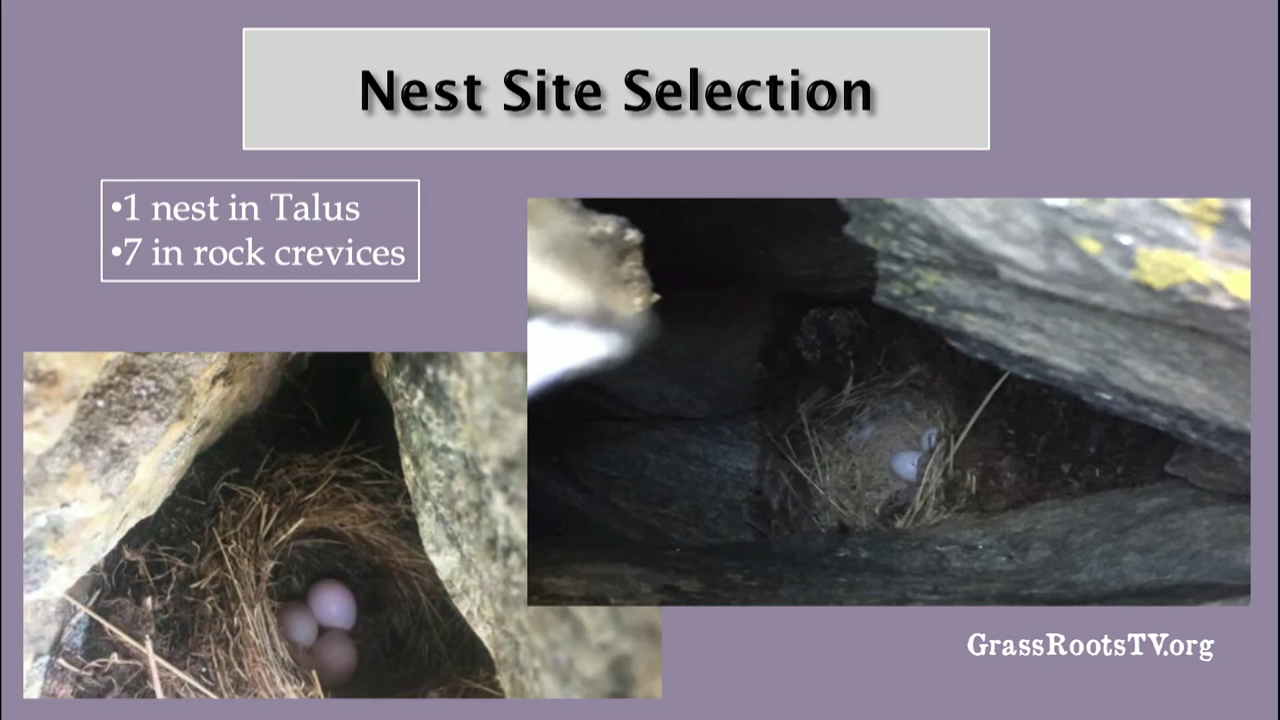 Nest Site Selection
•1 nest in Talus
•7 in rock crevices
GrassRootsTV.org